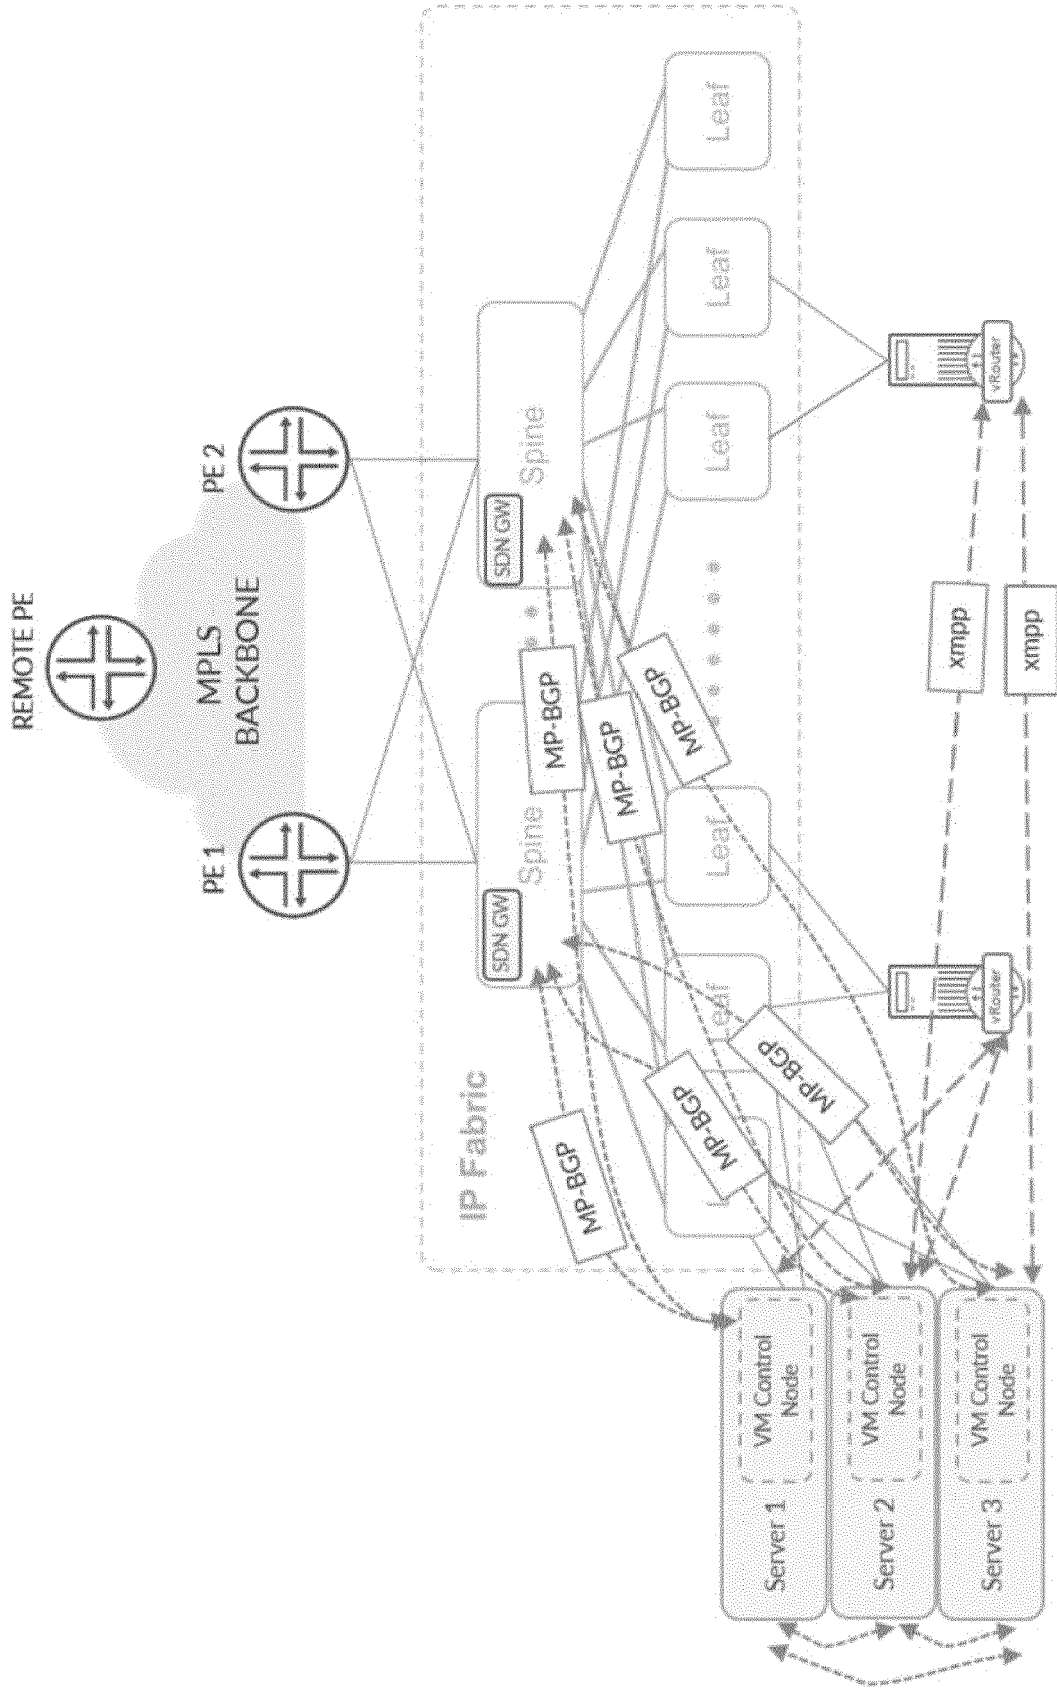 REMOTE PE
MPLS
BACKBONE
PE 1
PE 2
IP Fabric
SDN GW
Spine
SDN GW
Spine
MP-BGP
MP-BGP
MP-BGP
MP-BGP
MP-BGP
MP-BGP
Leaf
Leaf
Leaf
Leaf
Leaf
Server 1
VM Control
Node
Server 2
VM Control
Node
Server 3
VM Control
Node
vRouter
vRouter
xmpp
xmpp